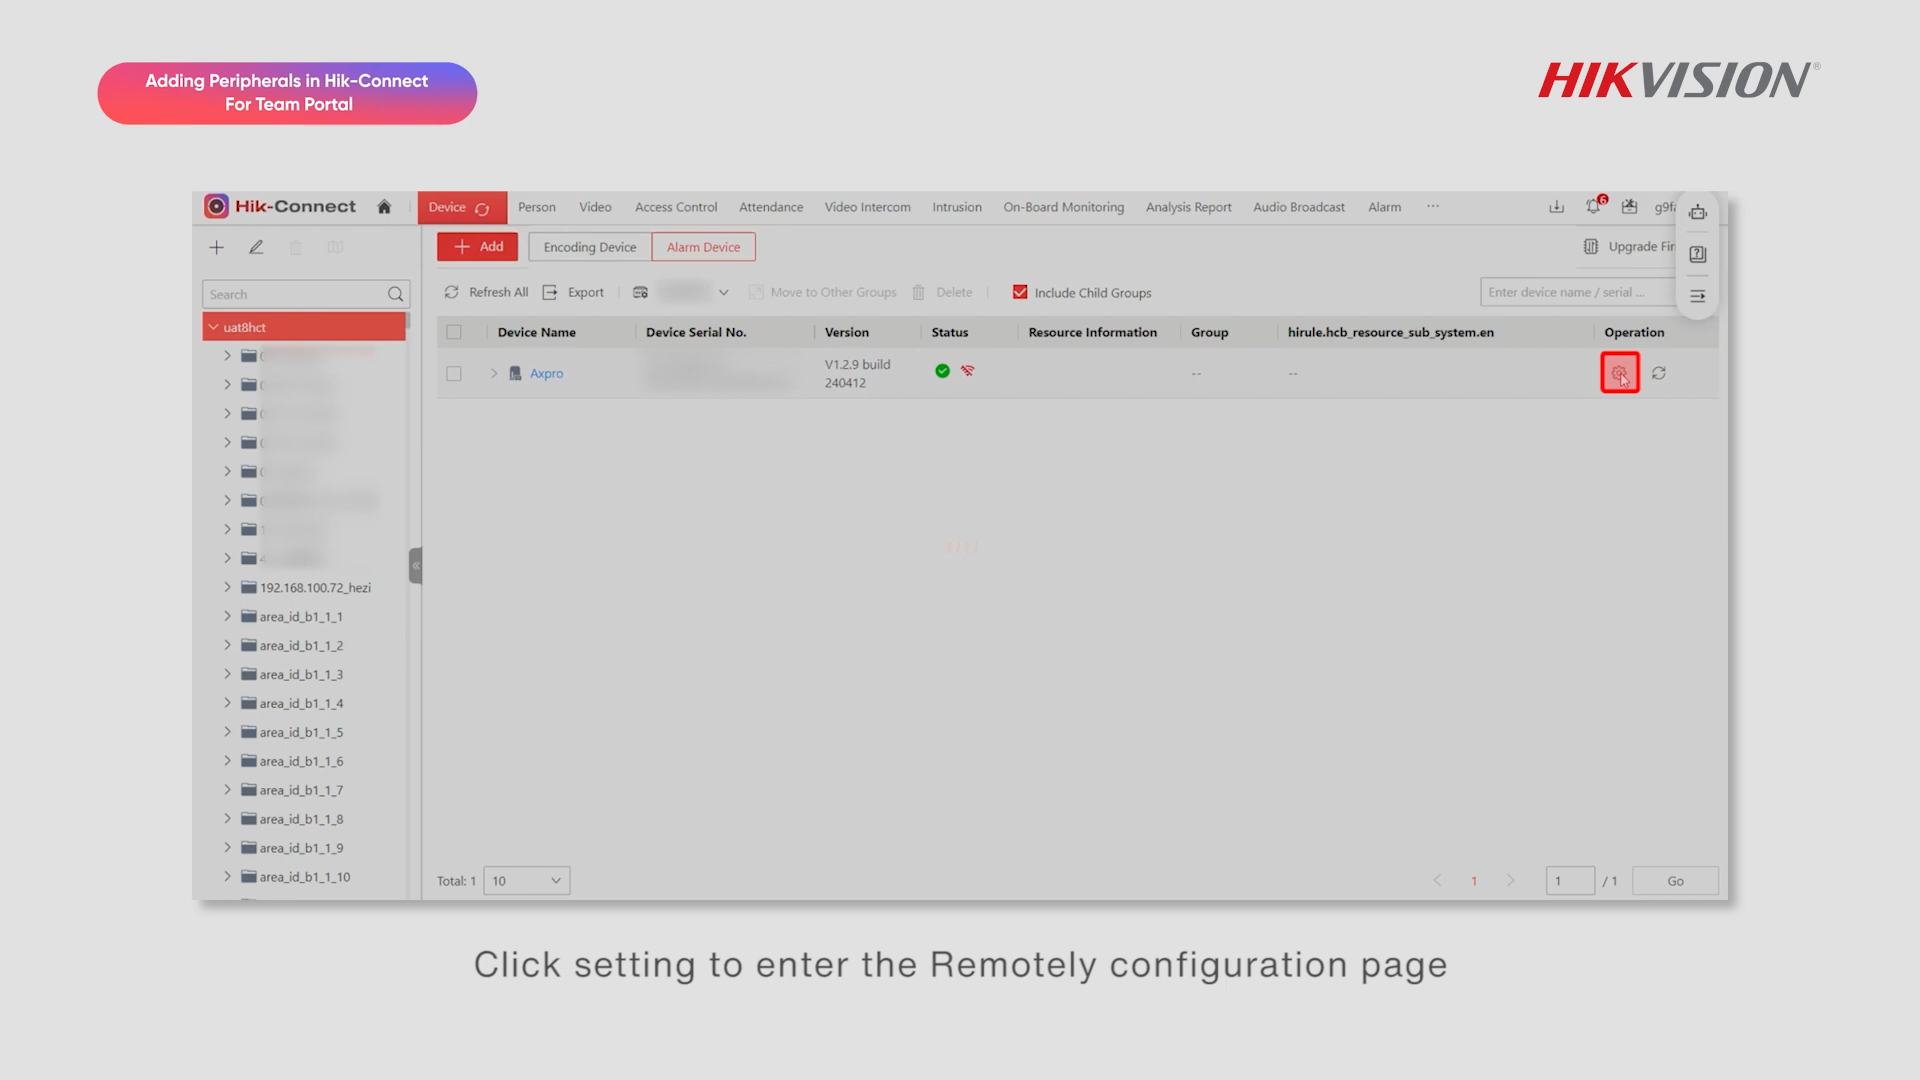 Adding Peripherals in Hik-Connect
For Team Portal
HIKVISION®
Hik-Connect
Device
Person
Video
Access Control
Attendance
Video Intercom
Intrusion
On-Board Monitoring
Analysis Report
Audio Broadcast
Alarm
...
6
Add
Encoding Device
Alarm Device
Search
Refresh All
Export
Move to Other Groups
Delete
Include Child Groups
Enter device name / serial ...
uat8hct
Device Name
Device Serial No.
Version
Status
Resource Information
Group
hirule.hcb_resource_sub_system.en
Operation
Axpro
V1.2.9 build
240412
--
--
192.168.100.72_hezi
area_id_b1_1_1
area_id_b1_1_2
area_id_b1_1_3
area_id_b1_1_4
area_id_b1_1_5
area_id_b1_1_6
area_id_b1_1_7
area_id_b1_1_8
area_id_b1_1_9
area_id_b1_1_10
Total: 1
10
1
1
/ 1
Go
Click setting to enter the Remotely configuration page